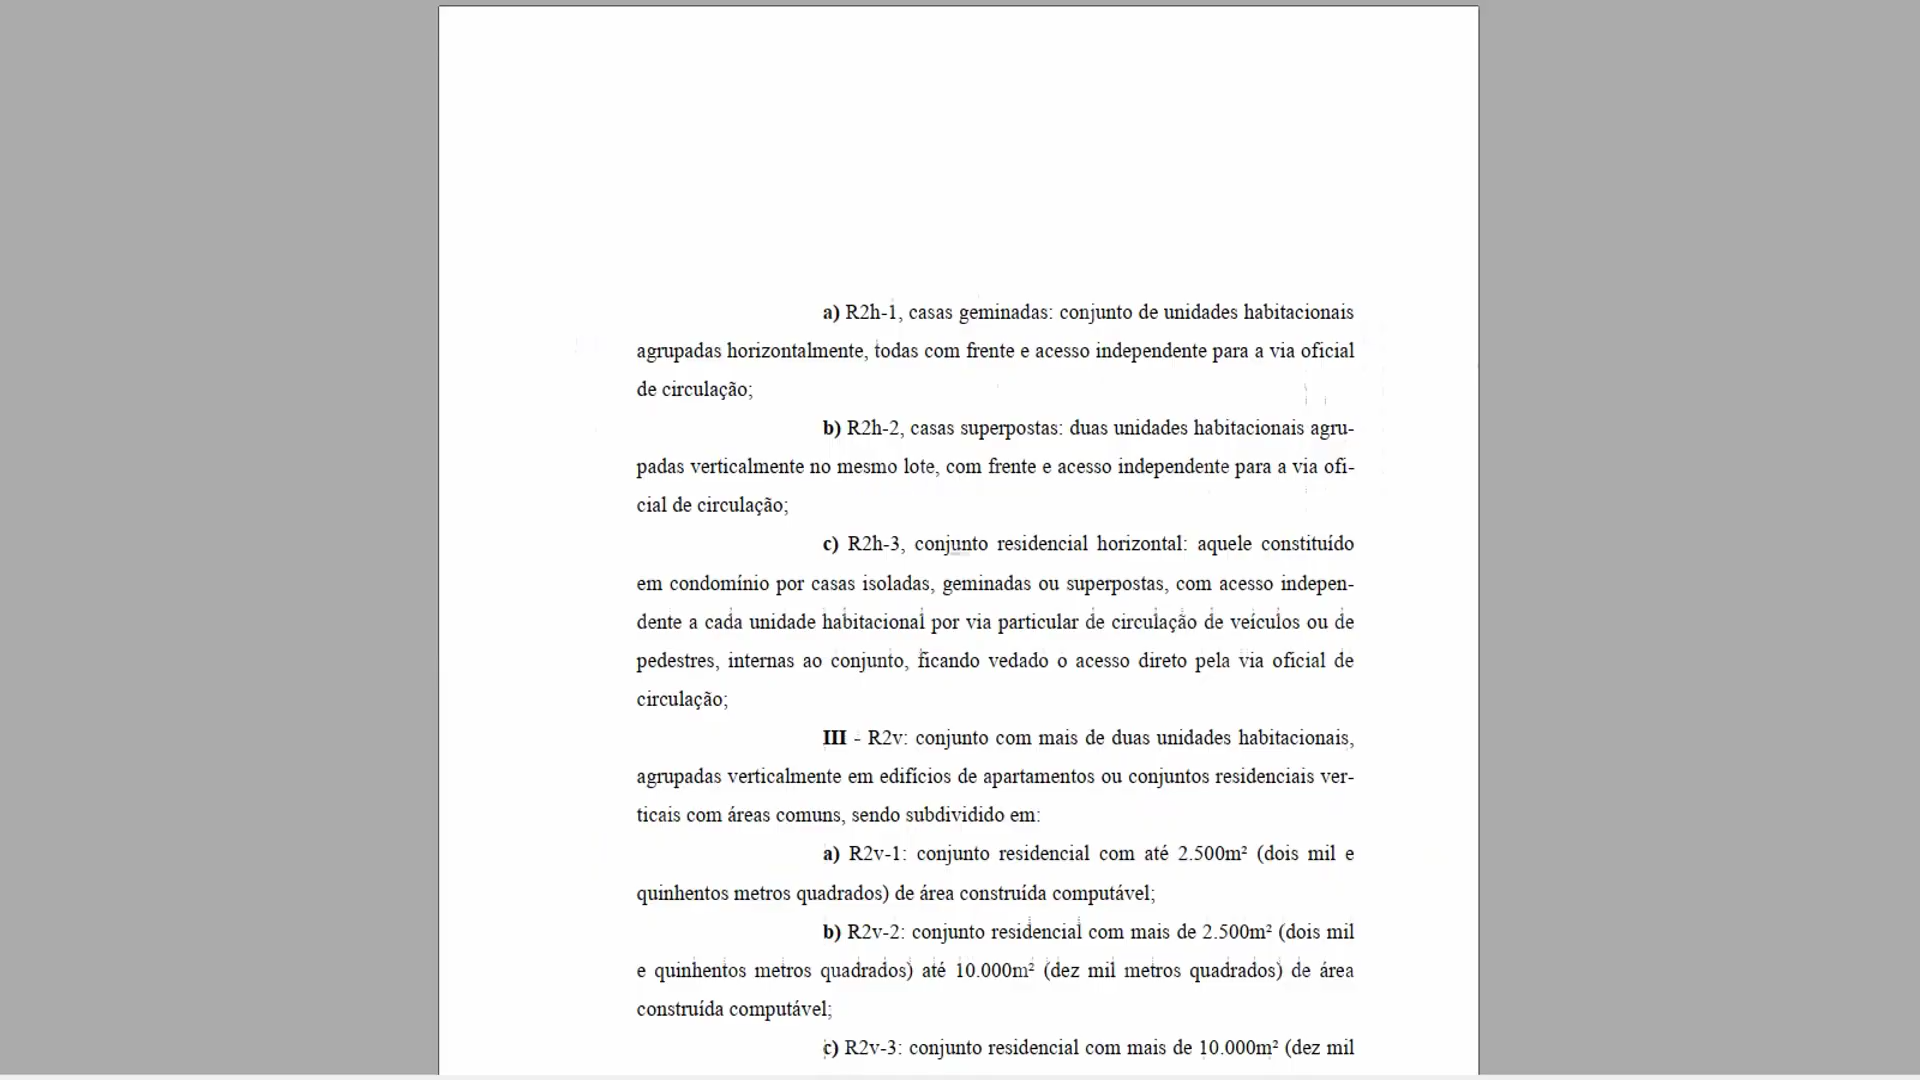 a) R2h-1, casas geminadas: conjunto de unidades habitacionais
agrupadas horizontalmente, todas com frente e acesso independente para a via oficial
de circulação;
b) R2h-2, casas superpostas: duas unidades habitacionais agru-
padas verticalmente no mesmo lote, com frente e acesso independente para a via ofi-
cial de circulação;
c) R2h-3, conjunto residencial horizontal: aquele constituído
em condomínio por casas isoladas, geminadas ou superpostas, com acesso indepen-
dente a cada unidade habitacional por via particular de circulação de veículos ou de
pedestres, internas ao conjunto, ficando vedado o acesso direto pela via oficial de
circulação;
III - R2v: conjunto com mais de duas unidades habitacionais,
agrupadas verticalmente em edifícios de apartamentos ou conjuntos residenciais ver-
ticais com áreas comuns, sendo subdividido em:
a) R2v-1: conjunto residencial com até 2.500m² (dois mil e
quinhentos metros quadrados) de área construída computável;
b) R2v-2: conjunto residencial com mais de 2.500m² (dois mil
e quinhentos metros quadrados) até 10.000m² (dez mil metros quadrados) de área
construída computável;
c) R2v-3: conjunto residencial com mais de 10.000m² (dez mil